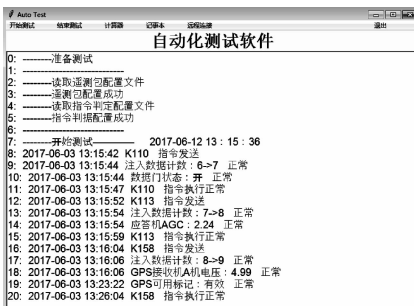 Auto Test
开始测试 结束测试 计算器 记事本 远程连接 退出
自动化测试软件
0: --------准备测试
1: --------------------------
2: --------读取遥测包配置文件
3: --------遥测包配置成功
4: --------读取指令判定配置文件
5: --------指令判据配置成功
6: --------------------------
7: --------开始测试-------- 2017-06-12 13：15：36
8: 2017-06-03 13:15:42 K110 指令发送
9: 2017-06-03 13:15:44 注入数据计数：6->7 正常
10: 2017-06-03 13:15:44 数据门状态：开 正常
11: 2017-06-03 13:15:47 K110 指令执行正常
12: 2017-06-03 13:15:52 K113 指令发送
13: 2017-06-03 13:15:54 注入数据计数：7->8 正常
14: 2017-06-03 13:15:54 应答机AGC：2.24 正常
15: 2017-06-03 13:15:59 K113 指令执行正常
16: 2017-06-03 13:16:04 K158 指令发送
17: 2017-06-03 13:16:06 注入数据计数：8->9 正常
18: 2017-06-03 13:16:06 GPS接收机A机电压：4.99 正常
19: 2017-06-03 13:23:22 GPS可用标记：有效 正常
20: 2017-06-03 13:26:04 K158 指令执行正常